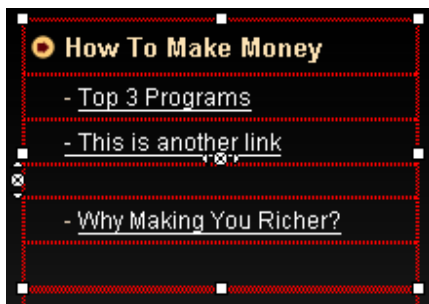 How To Make Money
- Top 3 Programs
- This is another link
- Why Making You Richer?